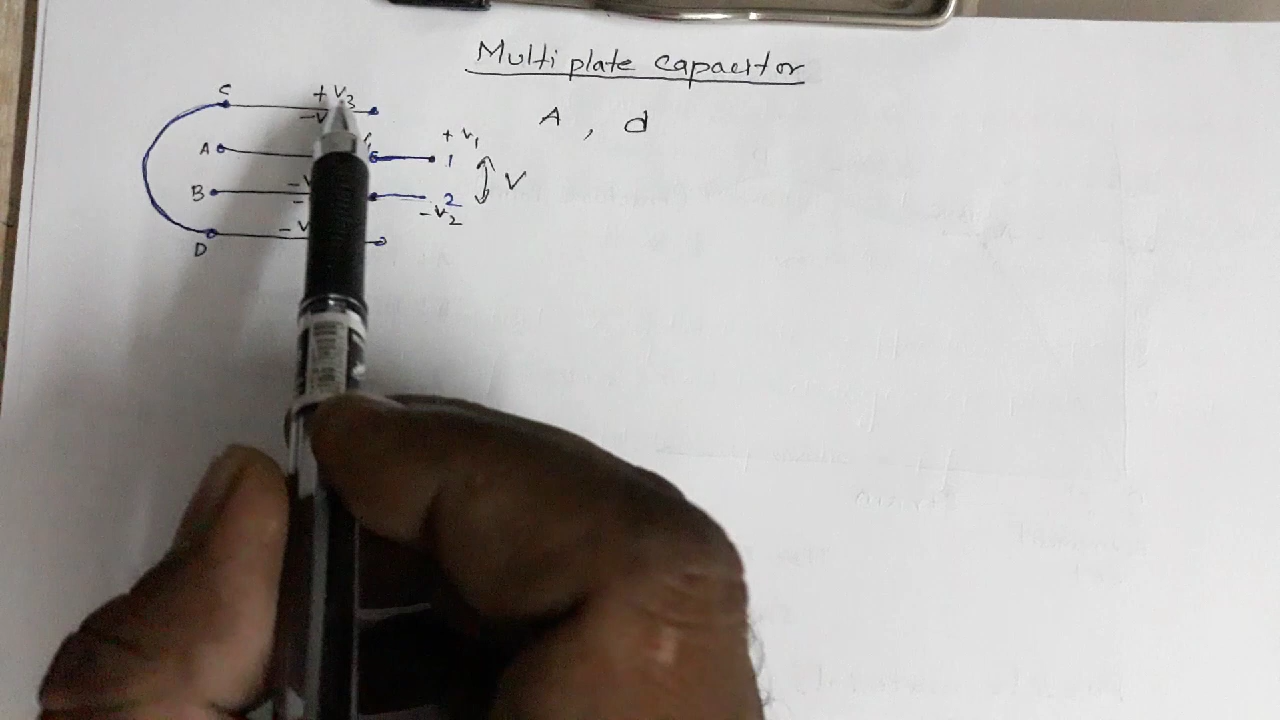 Multiplate capacitor
A , d
C +V3
-V
A
+V1
1
B -V
-
2
V
-V2
-V
D